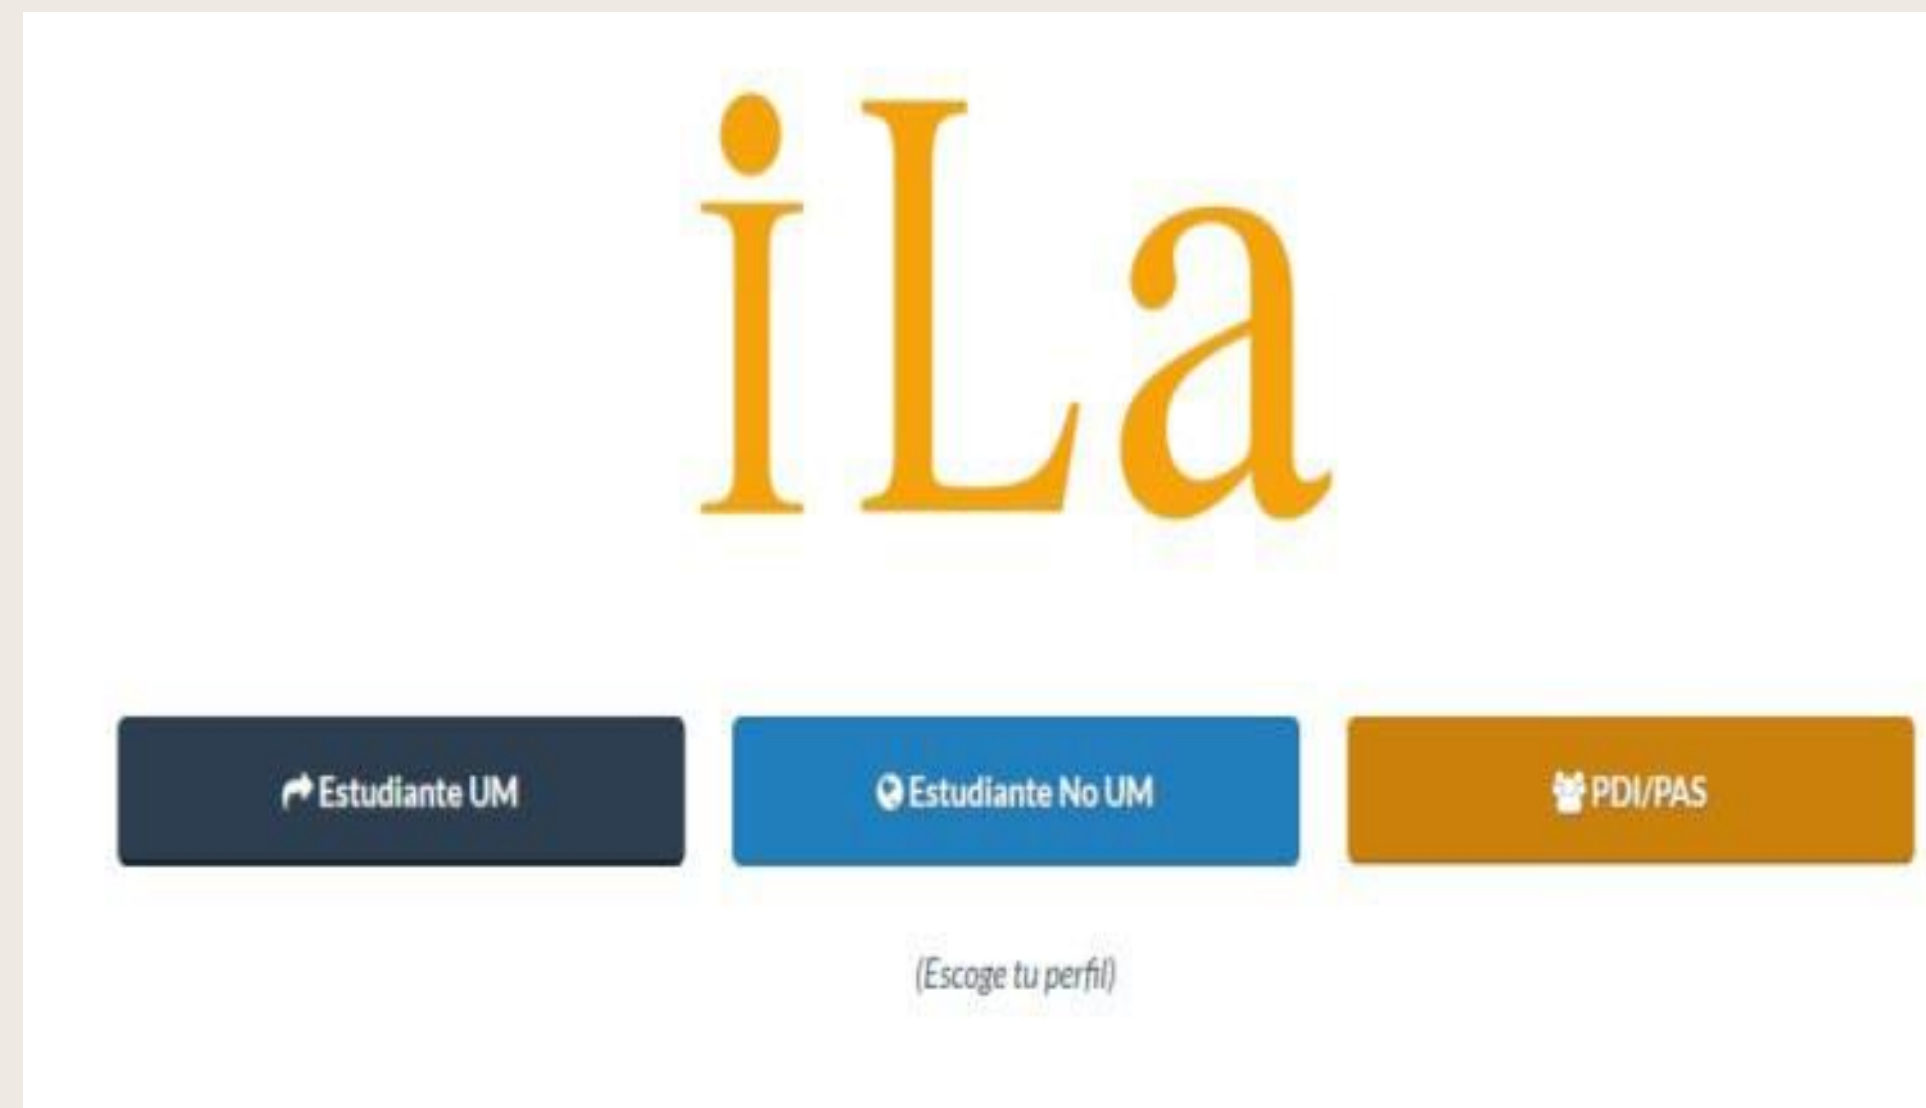 iLa
Estudiante UM
Estudiante No UM
PDI/PAS
(Escoge tu perfil)